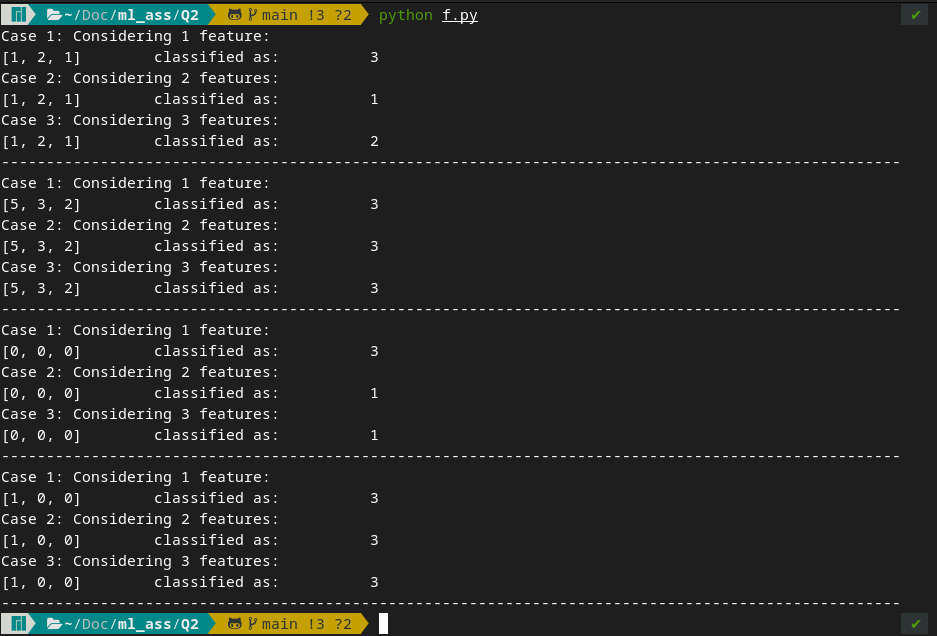 ~/Doc/ml_ass/Q2 main !3 ?2 python f.py ✔
Case 1: Considering 1 feature:
[1, 2, 1] classified as: 3
Case 2: Considering 2 features:
[1, 2, 1] classified as: 1
Case 3: Considering 3 features:
[1, 2, 1] classified as: 2
----------------------------------------------------------------------------------------------------
Case 1: Considering 1 feature:
[5, 3, 2] classified as: 3
Case 2: Considering 2 features:
[5, 3, 2] classified as: 3
Case 3: Considering 3 features:
[5, 3, 2] classified as: 3
----------------------------------------------------------------------------------------------------
Case 1: Considering 1 feature:
[0, 0, 0] classified as: 3
Case 2: Considering 2 features:
[0, 0, 0] classified as: 1
Case 3: Considering 3 features:
[0, 0, 0] classified as: 1
----------------------------------------------------------------------------------------------------
Case 1: Considering 1 feature:
[1, 0, 0] classified as: 3
Case 2: Considering 2 features:
[1, 0, 0] classified as: 3
Case 3: Considering 3 features:
[1, 0, 0] classified as: 3
----------------------------------------------------------------------------------------------------
~/Doc/ml_ass/Q2 main !3 ?2 ✔